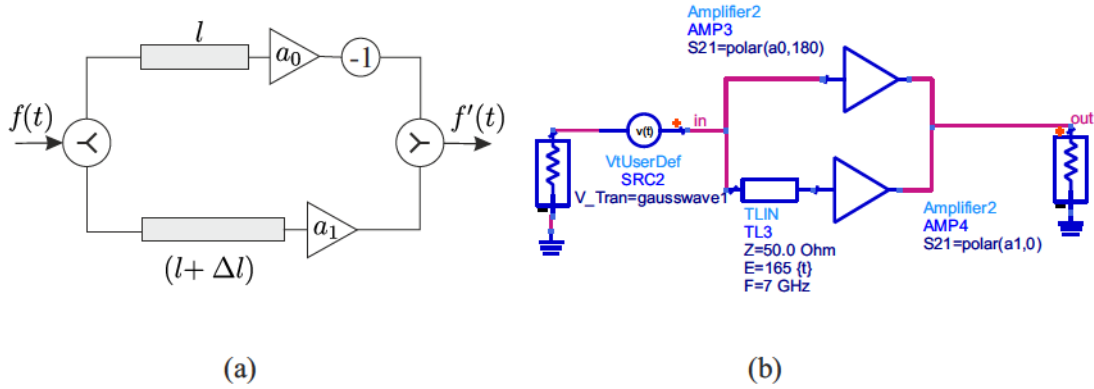 l
a₀
-1
f(t)
f'(t)
a₁
(l+ Δl)
(a)
Amplifier2
AMP3
S21=polar(a0,180)
in
out
v(t)
VtUserDef
SRC2
V_Tran=gausswave1
TLIN
TL3
Z=50.0 Ohm
E=165 {t}
F=7 GHz
Amplifier2
AMP4
S21=polar(a1,0)
(b)